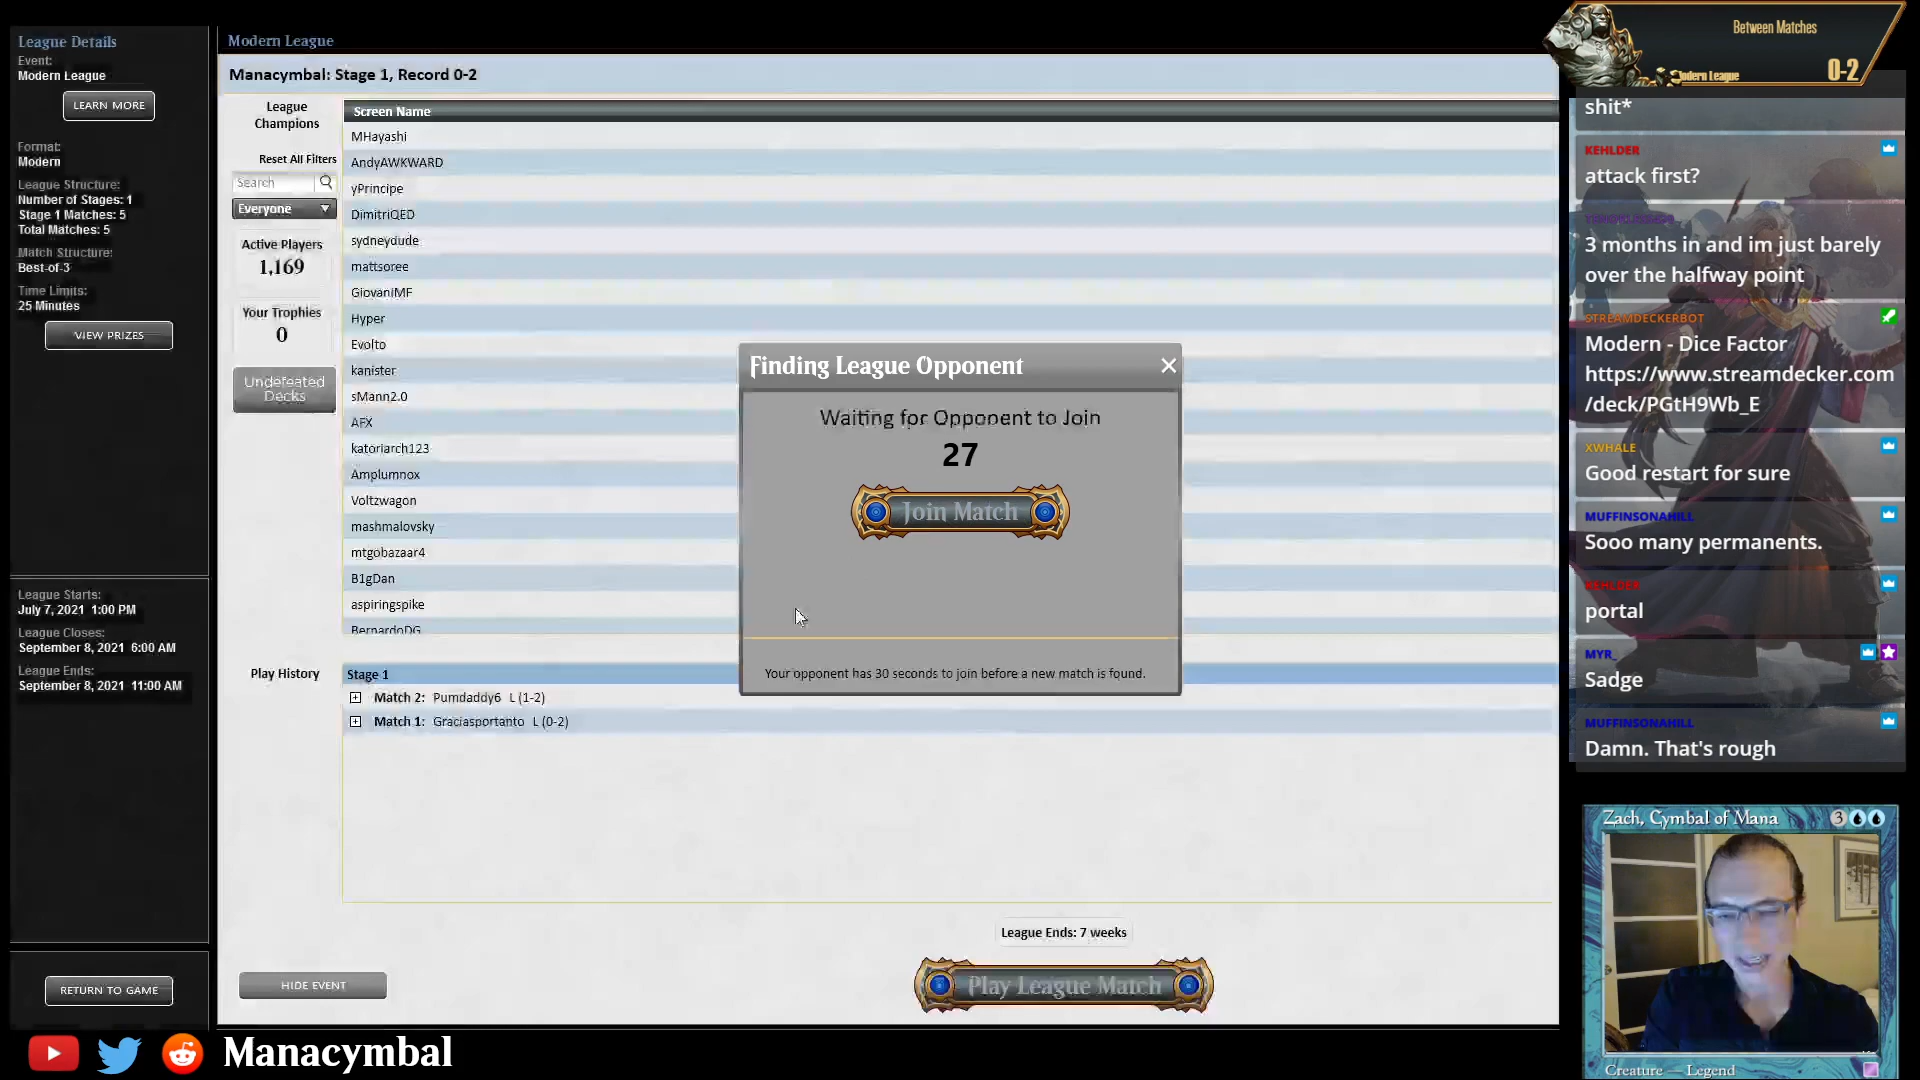 League Details
Event:
Modern League
LEARN MORE
Format:
Modern
League Structure:
Number of Stages: 1
Stage 1 Matches: 5
Total Matches: 5
Match Structure:
Best-of-3
Time Limits:
25 Minutes
VIEW PRIZES
League Starts:
July 7, 2021 1:00 PM
League Closes:
September 8, 2021 6:00 AM
League Ends:
September 8, 2021 11:00 AM
RETURN TO GAME
Modern League
Manacymbal: Stage 1, Record 0-2
League
Champions
Reset All Filters
Search
Everyone
Active Players
1,169
Your Trophies
0
Undefeated
Decks
Screen Name
MHayashi
AndyAWKWARD
yPrincipe
DimitriQED
sydneydude
mattsoree
GiovaniMF
Hyper
Evolto
kanister
sMann2.0
AFX
katoriarch123
Amplumnox
Voltzwagon
mashmalovsky
mtgobazaar4
B1gDan
aspiringspike
BernardoDG
Finding League Opponent
Waiting for Opponent to Join
27
Join Match
Your opponent has 30 seconds to join before a new match is found.
Play History
Stage 1
Match 2: Pumdaddy6 L (1-2)
Match 1: Graciasportanto L (0-2)
League Ends: 7 weeks
HIDE EVENT
Play League Match
Manacymbal
Between Matches
Modern League
0-2
shit*
KEHLDER
attack first?
3 months in and im just barely
over the halfway point
STREAMDECKERBOT
Modern - Dice Factor
https://www.streamdecker.com
/deck/PGtH9Wb_E
XWHALE
Good restart for sure
MUFFINSONAHILL
Sooo many permanents.
KEHLDER
portal
MYR_
Sadge
MUFFINSONAHILL
Damn. That's rough
Zach, Cymbal of Mana
3
Creature — Legend